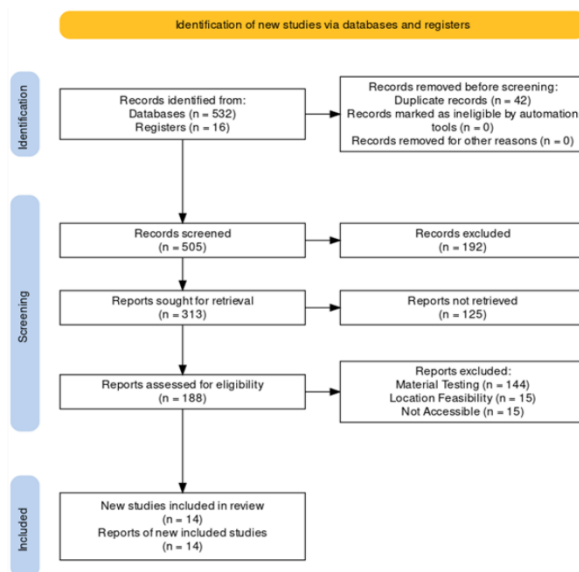 Identification of new studies via databases and registers
Identification
Records identified from:
Databases (n = 532)
Registers (n = 16)
Records removed before screening:
Duplicate records (n = 42)
Records marked as ineligible by automation
tools (n = 0)
Records removed for other reasons (n = 0)
Screening
Records screened
(n = 505)
Records excluded
(n = 192)
Reports sought for retrieval
(n = 313)
Reports not retrieved
(n = 125)
Reports assessed for eligibility
(n = 188)
Reports excluded:
Material Testing (n = 144)
Location Feasibility (n = 15)
Not Accessible (n = 15)
Included
New studies included in review
(n = 14)
Reports of new included studies
(n = 14)